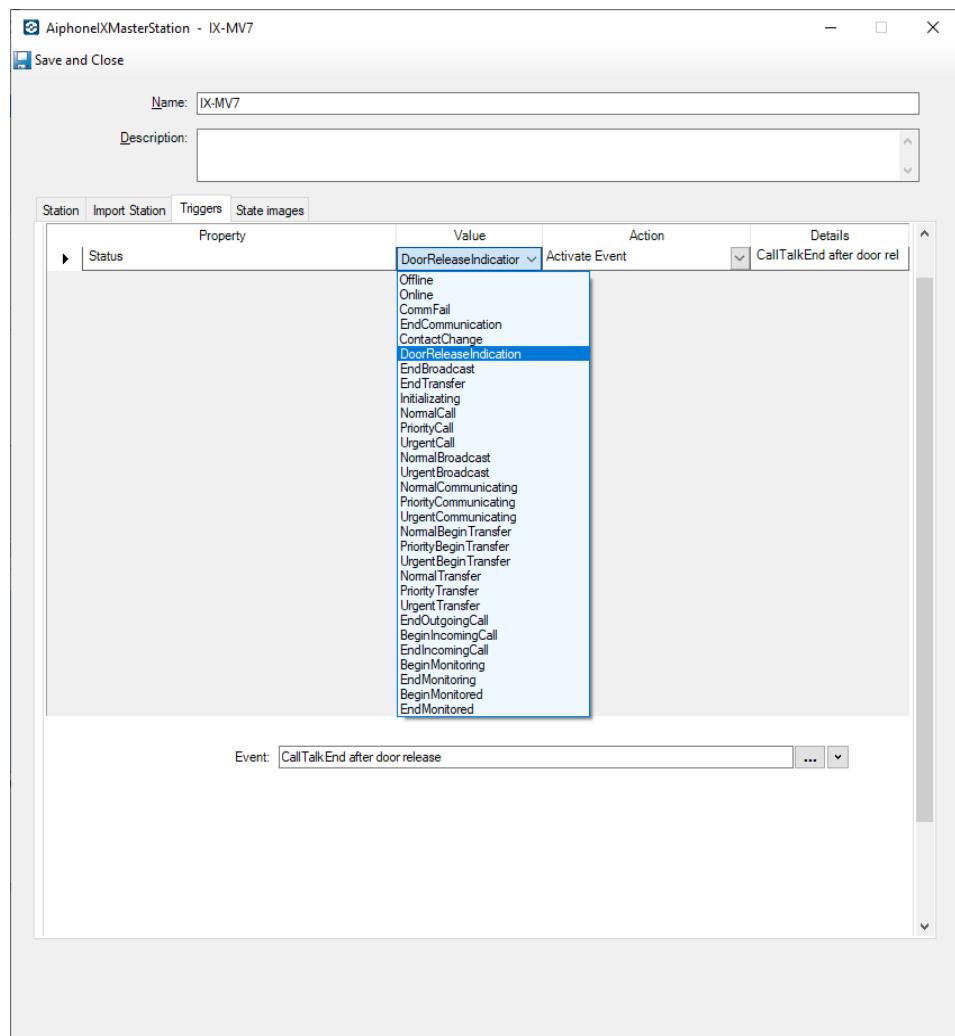 AiphoneIXMasterStation - IX-MV7
Save and Close
Name: IX-MV7
Description:
Station Import Station Triggers State images
Property Value Action Details
Status DoorReleaseIndication Activate Event CallTalkEnd after door rel
Offline
Online
CommFail
EndCommunication
ContactChange
DoorReleaseIndication
EndBroadcast
EndTransfer
Initializating
NormalCall
PriorityCall
UrgentCall
NormalBroadcast
UrgentBroadcast
NormalCommunicating
PriorityCommunicating
UrgentCommunicating
NormalBeginTransfer
PriorityBeginTransfer
UrgentBeginTransfer
NormalTransfer
PriorityTransfer
UrgentTransfer
EndOutgoingCall
BeginIncomingCall
EndIncomingCall
BeginMonitoring
EndMonitoring
BeginMonitored
EndMonitored
Event: CallTalkEnd after door release ...